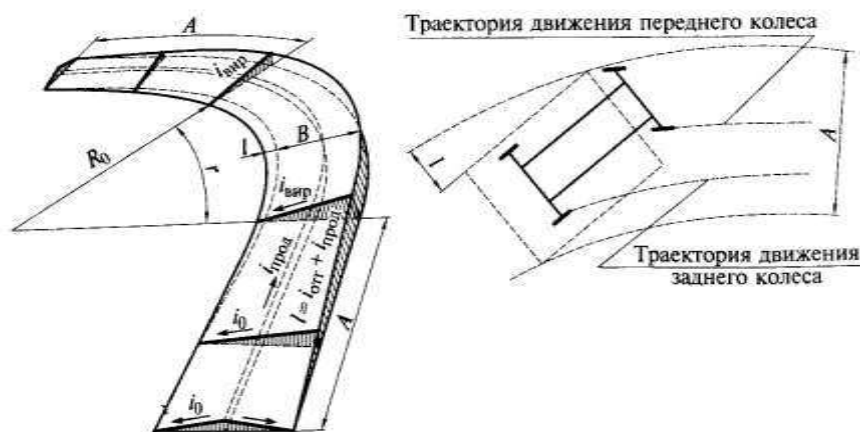 Траектория движения переднего колеса
A
iвир
R₀
r
l
B
iвир
iпрод
l = iотг + iпрод
A
i₀
i₀
l
A
Траектория движения
заднего колеса